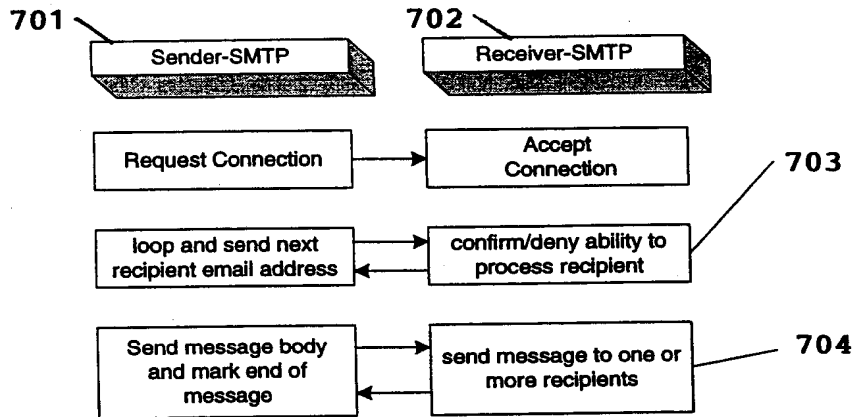 701
702
Sender-SMTP
Receiver-SMTP
Request Connection
Accept
Connection
703
loop and send next
recipient email address
confirm/deny ability to
process recipient
Send message body
and mark end of
message
send message to one or
more recipients
704